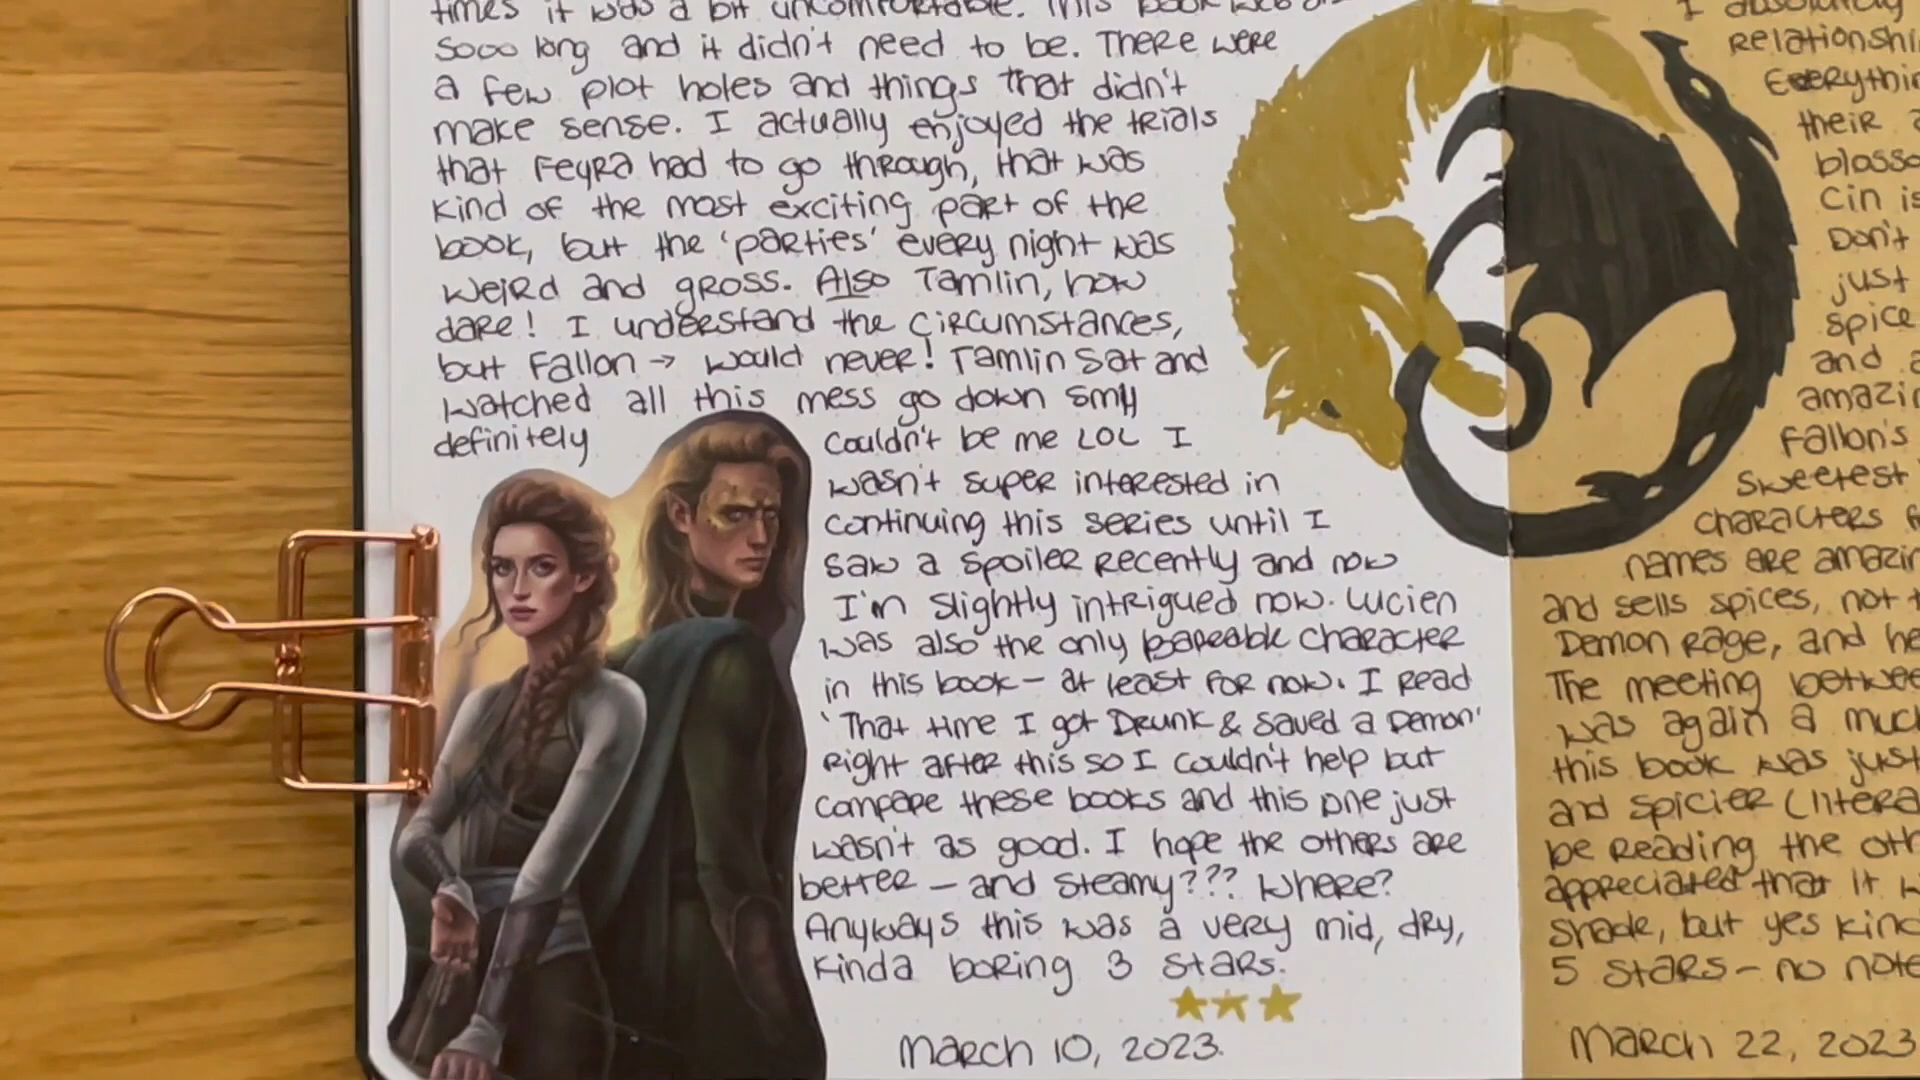 times it was a bit uncomfortable. This book was
sooo long and it didn't need to be. There were
a few plot holes and things that didn't
make sense. I actually enjoyed the trials
that Feyra had to go through, that was
kind of the most exciting part of the
book, but the 'parties' every night was
weird and gross. Also Tamlin, how
dare! I understand the circumstances,
but Fallon → would never! Tamlin sat and
watched all this mess go down smh
definitely couldn't be me LOL I
wasn't super interested in
continuing this series until I
saw a spoiler recently and now
I'm slightly intrigued now. Lucien
was also the only bareable character
in this book - at least for now. I read
'That time I got Drunk & saved a Demon'
right after this so I couldn't help but
compare these books and this one just
wasn't as good. I hope the others are
better - and steamy??? Where?
Anyways this was a very mid, dry,
kinda boring 3 stars.
March 10, 2023.
I absolutely
relationshi
Everythin
their a
blosso
Cin is
Don't
just
spice
and a
amazin
Fallon's
sweetest
characters f
names are amazin
and sells spices, not t
Demon rage, and he
The meeting betwee
was again a muc
this book was just
and spicier (litera
be reading the oth
appreciated that it w
shade, but yes kind
5 stars - no note
March 22, 2023